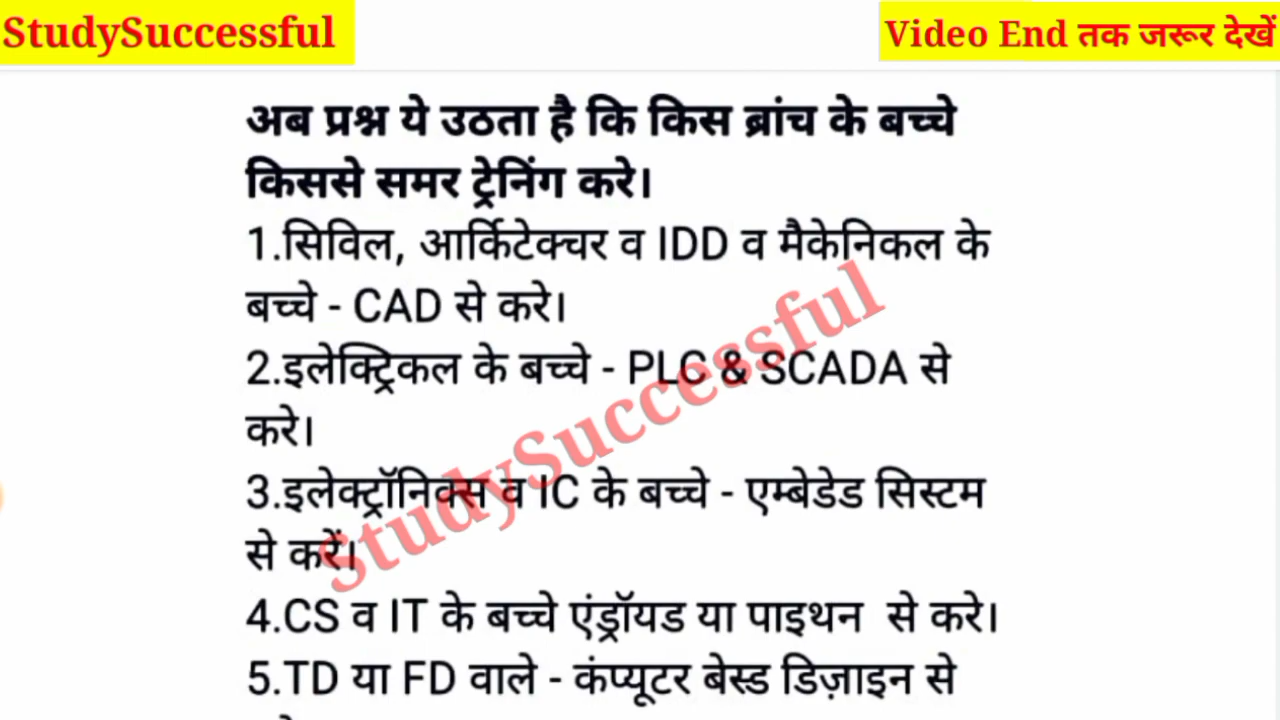 StudySuccessful
Video End तक जरूर देखें
अब प्रश्न ये उठता है कि किस ब्रांच के बच्चे
किससे समर ट्रेनिंग करे।
1.सिविल, आर्किटेक्चर व IDD व मैकेनिकल के
बच्चे - CAD से करे।
2.इलेक्ट्रिकल के बच्चे - PLC & SCADA से
करे।
3.इलेक्ट्रॉनिक्स व IC के बच्चे - एम्बेडेड सिस्टम
से करें।
4.CS व IT के बच्चे एंड्रॉयड या पाइथन से करे।
5.TD या FD वाले - कंप्यूटर बेस्ड डिज़ाइन से
StudySuccessful